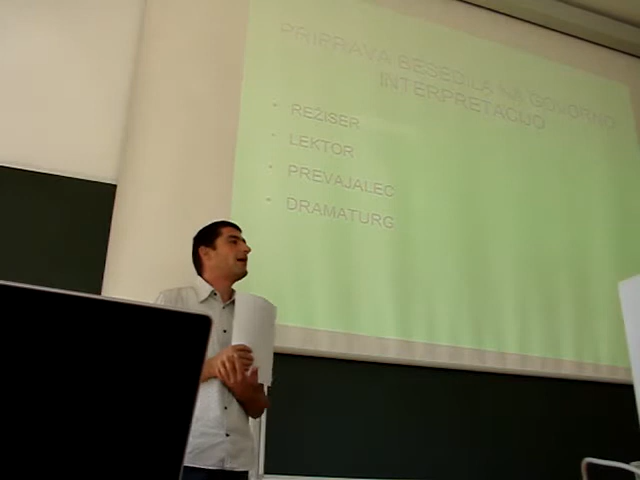 PRIPRAVA BESEDILA NA GOVORNO
INTERPRETACIJO
• REŽISER
• LEKTOR
• PREVAJALEC
• DRAMATURG